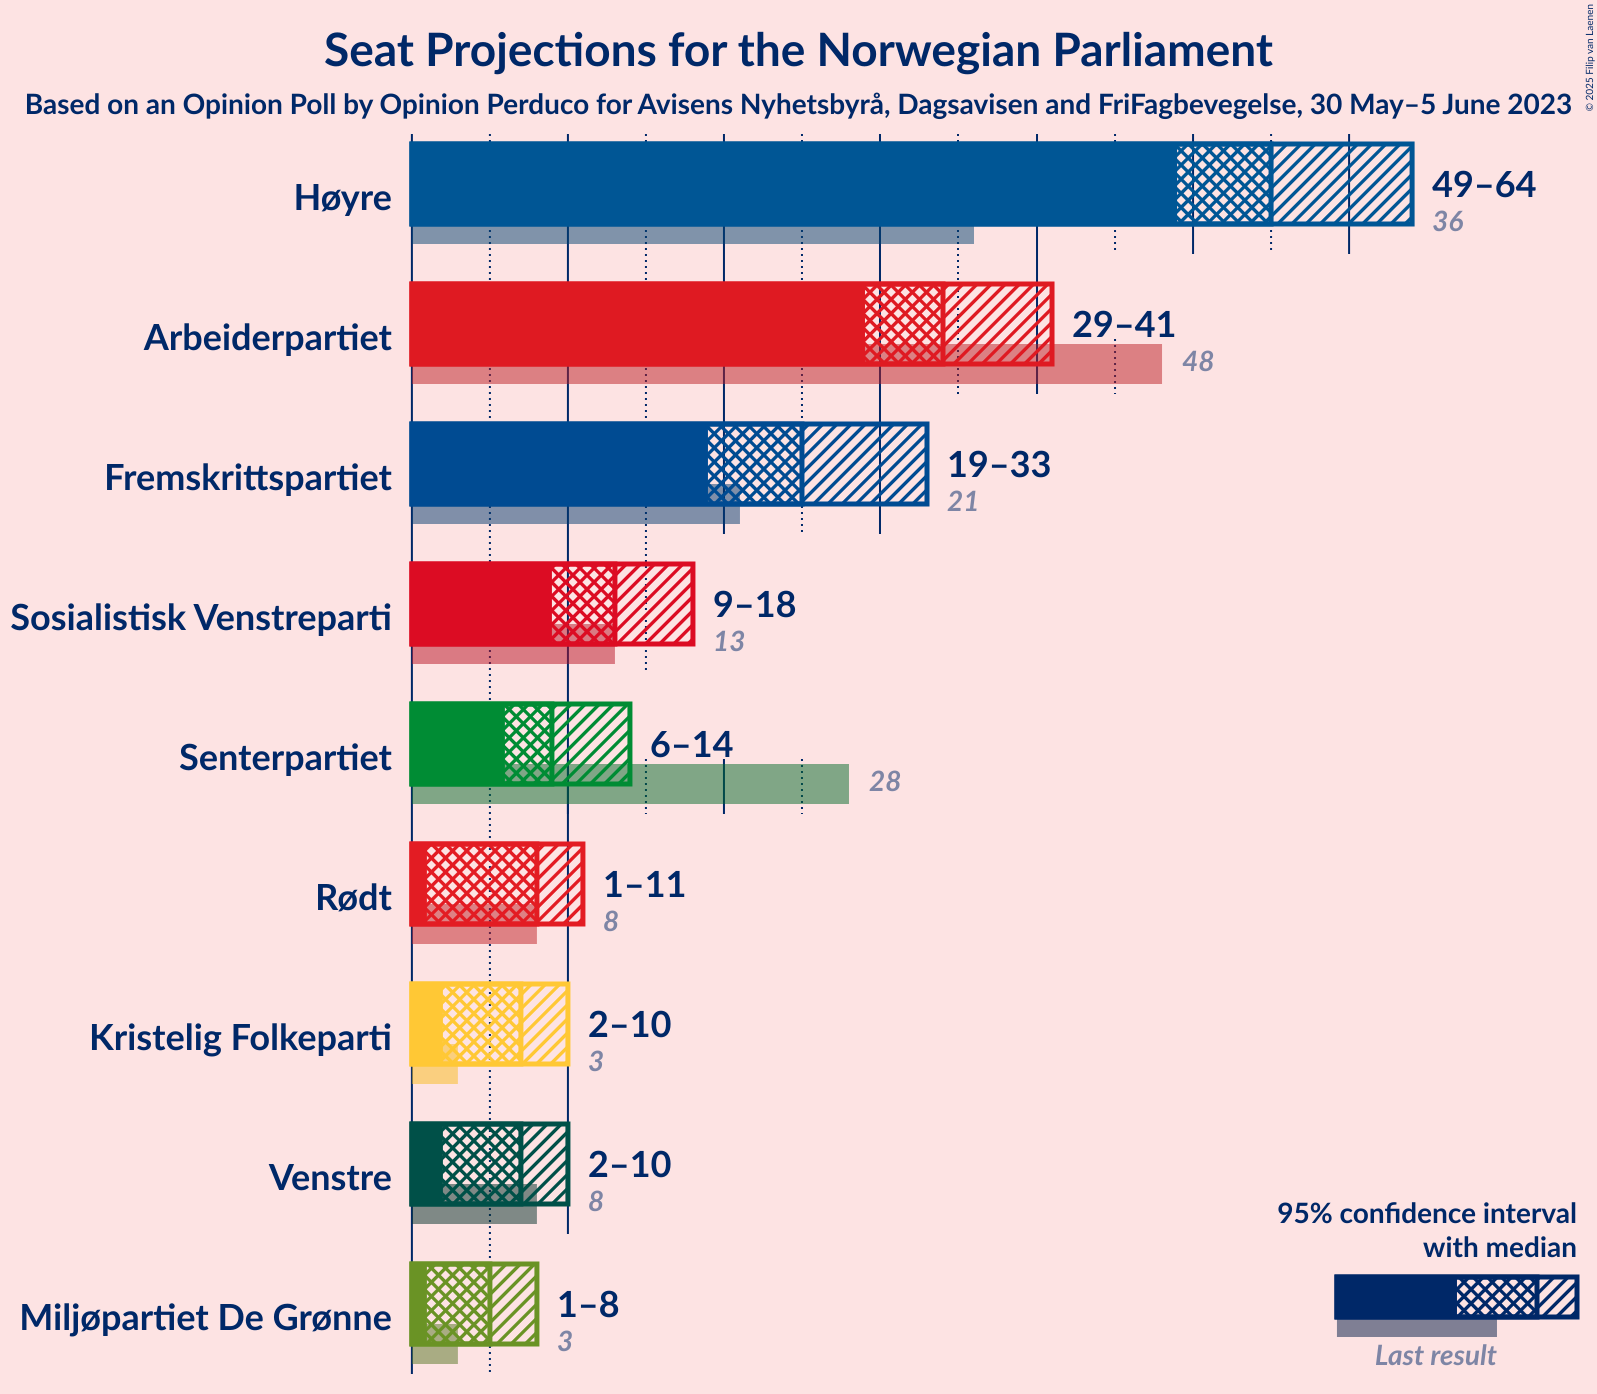 Seat Projections for the Norwegian Parliament
Based on an Opinion Poll by Opinion Perduco for Avisens Nyhetsbyrå, Dagsavisen and FriFagbevegelse, 30 May–5 June 2023
© 2025 Filip van Laenen
Høyre
49–64
36
Arbeiderpartiet
29–41
48
Fremskrittspartiet
19–33
21
Sosialistisk Venstreparti
9–18
13
Senterpartiet
6–14
28
Rødt
1–11
8
Kristelig Folkeparti
2–10
3
Venstre
2–10
8
Miljøpartiet De Grønne
1–8
3
95% confidence interval
with median
Last result